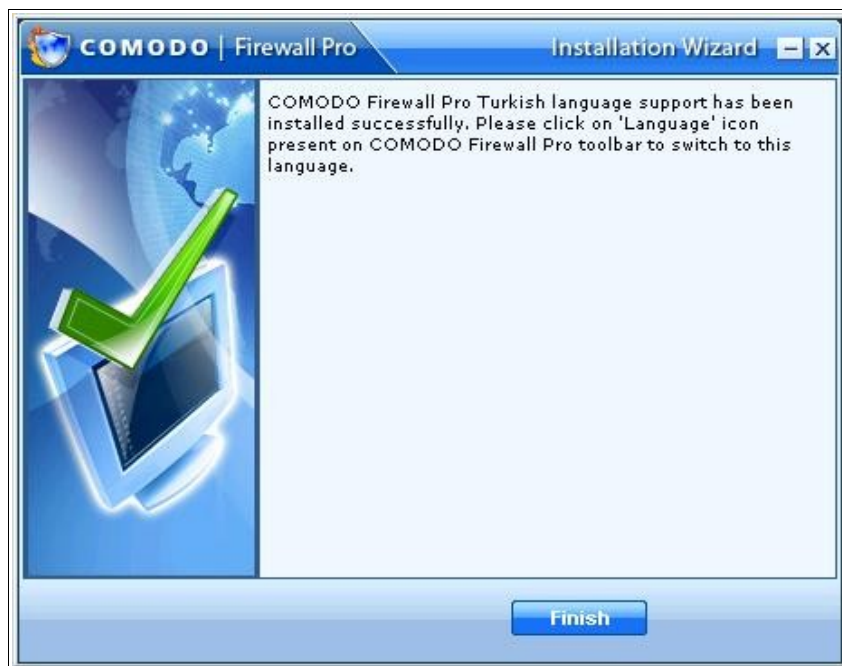 COMODO | Firewall Pro
Installation Wizard
COMODO Firewall Pro Turkish language support has been
installed successfully. Please click on 'Language' icon
present on COMODO Firewall Pro toolbar to switch to this
language.
Finish